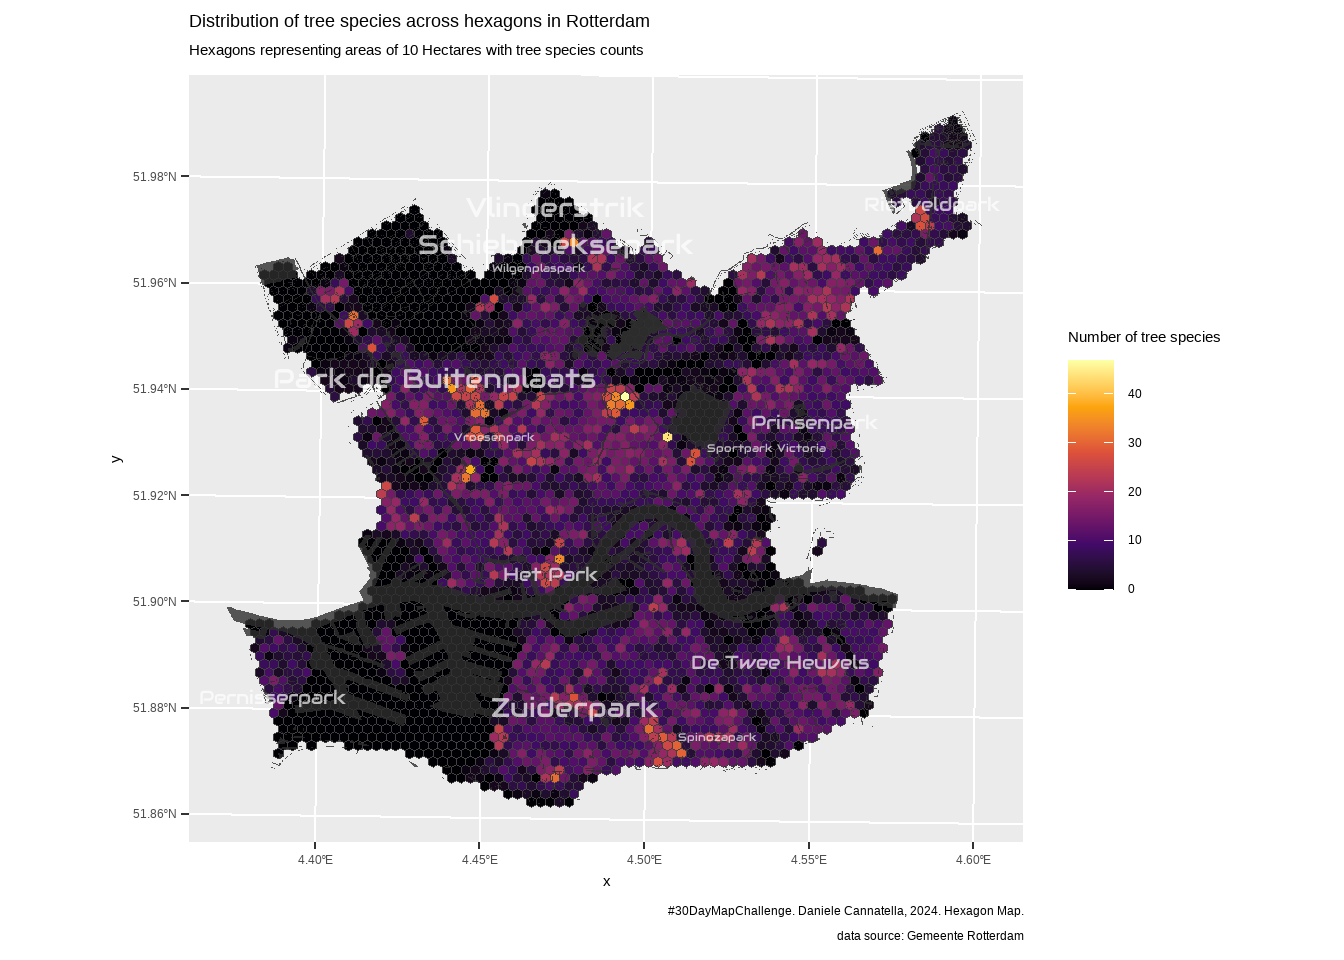 Distribution of tree species across hexagons in Rotterdam
Hexagons representing areas of 10 Hectares with tree species counts
51.98°N
51.96°N
51.94°N
51.92°N
51.90°N
51.88°N
51.86°N
y
Vlinderstrik
Rietveldpark
Schiebroeksepark
Wilgenplaspark
Park de Buitenplaats
Prinsenpark
Vroesenpark
Sportpark Victoria
Het Park
De Twee Heuvels
Pernisserpark
Zuiderpark
Spinozapark
4.40°E
4.45°E
4.50°E
4.55°E
4.60°E
x
Number of tree species
40
30
20
10
0
#30DayMapChallenge. Daniele Cannatella, 2024. Hexagon Map.
data source: Gemeente Rotterdam